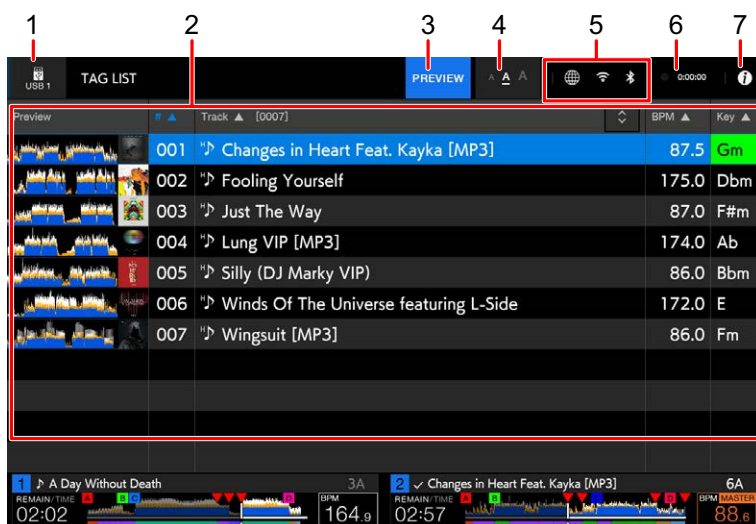 1 2 3 4 5 6 7
USB 1 TAG LIST PREVIEW A A A 0:00:00 i
Preview # ▲ Track ▲ [0007] BPM ▲ Key ▲
001 Changes in Heart Feat. Kayka [MP3] 87.5 Gm
002 Fooling Yourself 175.0 Dbm
003 Just The Way 87.0 F#m
004 Lung VIP [MP3] 174.0 Ab
005 Silly (DJ Marky VIP) 86.0 Bbm
006 Winds Of The Universe featuring L-Side 172.0 E
007 Wingsuit [MP3] 86.0 Fm
1 ♪ A Day Without Death 3A
REMAIN/TIME A B C D BPM
02:02 164.9
2 ✓ Changes in Heart Feat. Kayka [MP3] 6A
REMAIN/TIME A B C D BPM MASTER
02:57 88.6